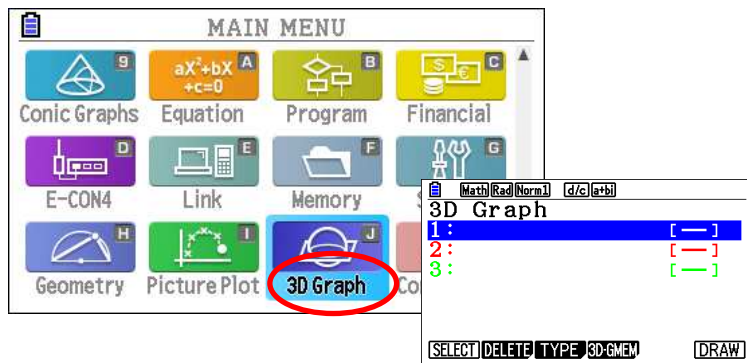 MAIN MENU
9 A B C
aX²+bX
+c=0
$ €
Conic Graphs Equation Program Financial
D E F G
E-CON4 Link Memory
H I J
Geometry Picture Plot 3D Graph
Math Rad Norm1 d/c a+bi
3D Graph
1: [—]
2: [—]
3: [—]
SELECT DELETE TYPE 3D-GMEM DRAW